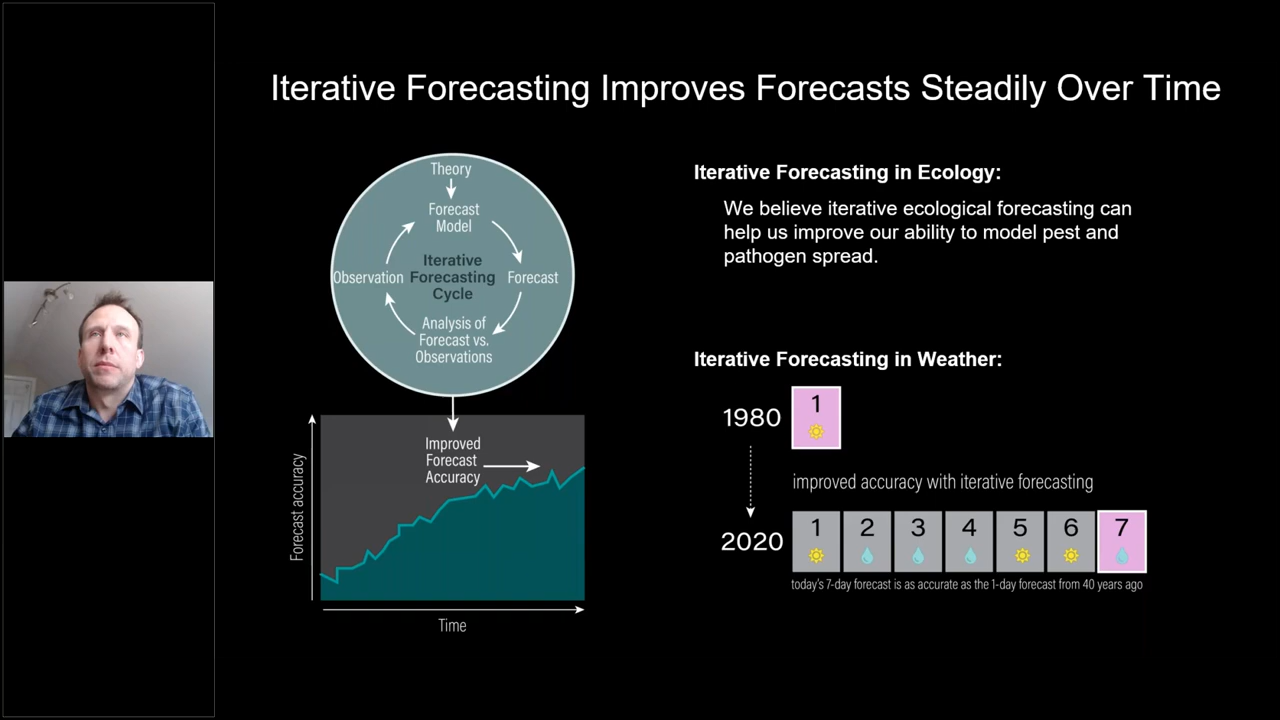 Iterative Forecasting Improves Forecasts Steadily Over Time
Theory
Forecast
Model
Iterative
Forecasting
Cycle
Observation
Forecast
Analysis of
Forecast vs.
Observations
Improved
Forecast
Accuracy
Forecast accuracy
Time
Iterative Forecasting in Ecology:
We believe iterative ecological forecasting can
help us improve our ability to model pest and
pathogen spread.
Iterative Forecasting in Weather:
1980
1
improved accuracy with iterative forecasting
2020
1 2 3 4 5 6 7
today's 7-day forecast is as accurate as the 1-day forecast from 40 years ago